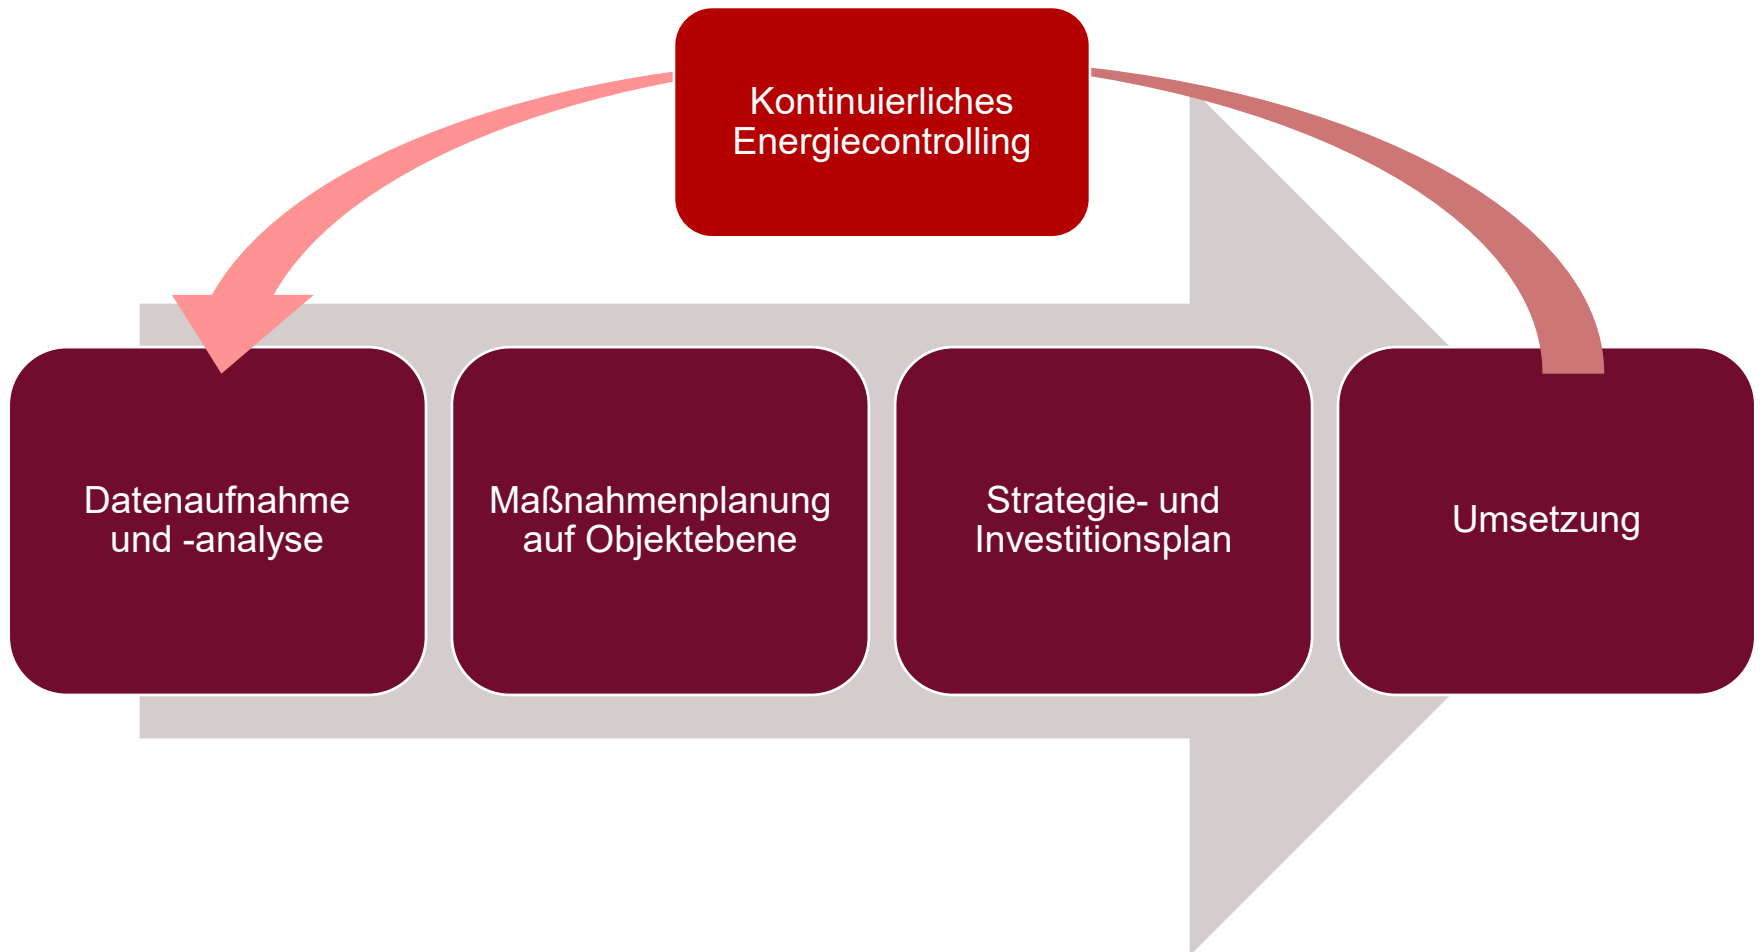 Kontinuierliches
Energiecontrolling
Datenaufnahme
und -analyse
Maßnahmenplanung
auf Objektebene
Strategie- und
Investitionsplan
Umsetzung